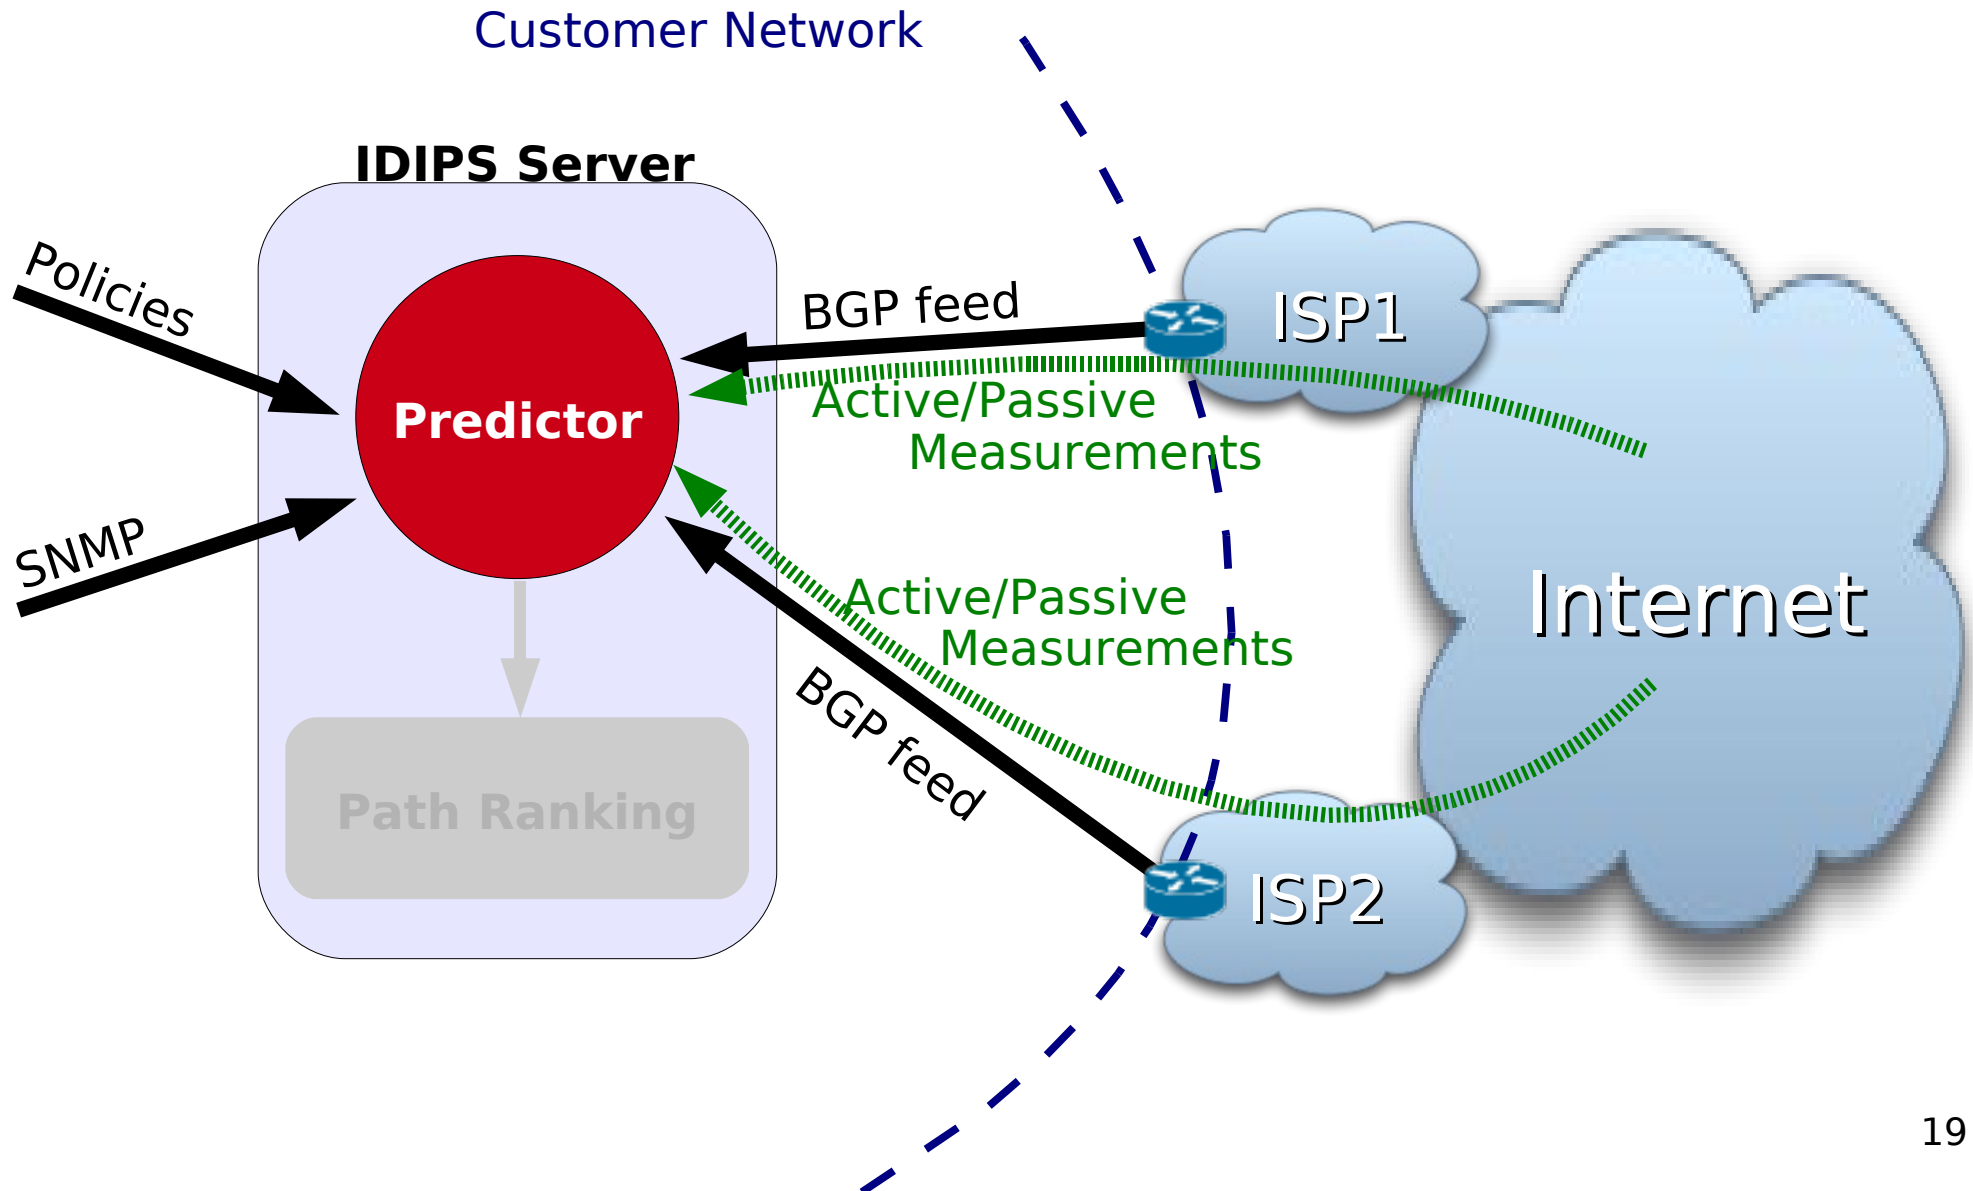 Customer Network
IDIPS Server
Policies
BGP feed
ISP1
Active/Passive
Measurements
Predictor
SNMP
Active/Passive
Measurements
Internet
BGP feed
Path Ranking
ISP2
19